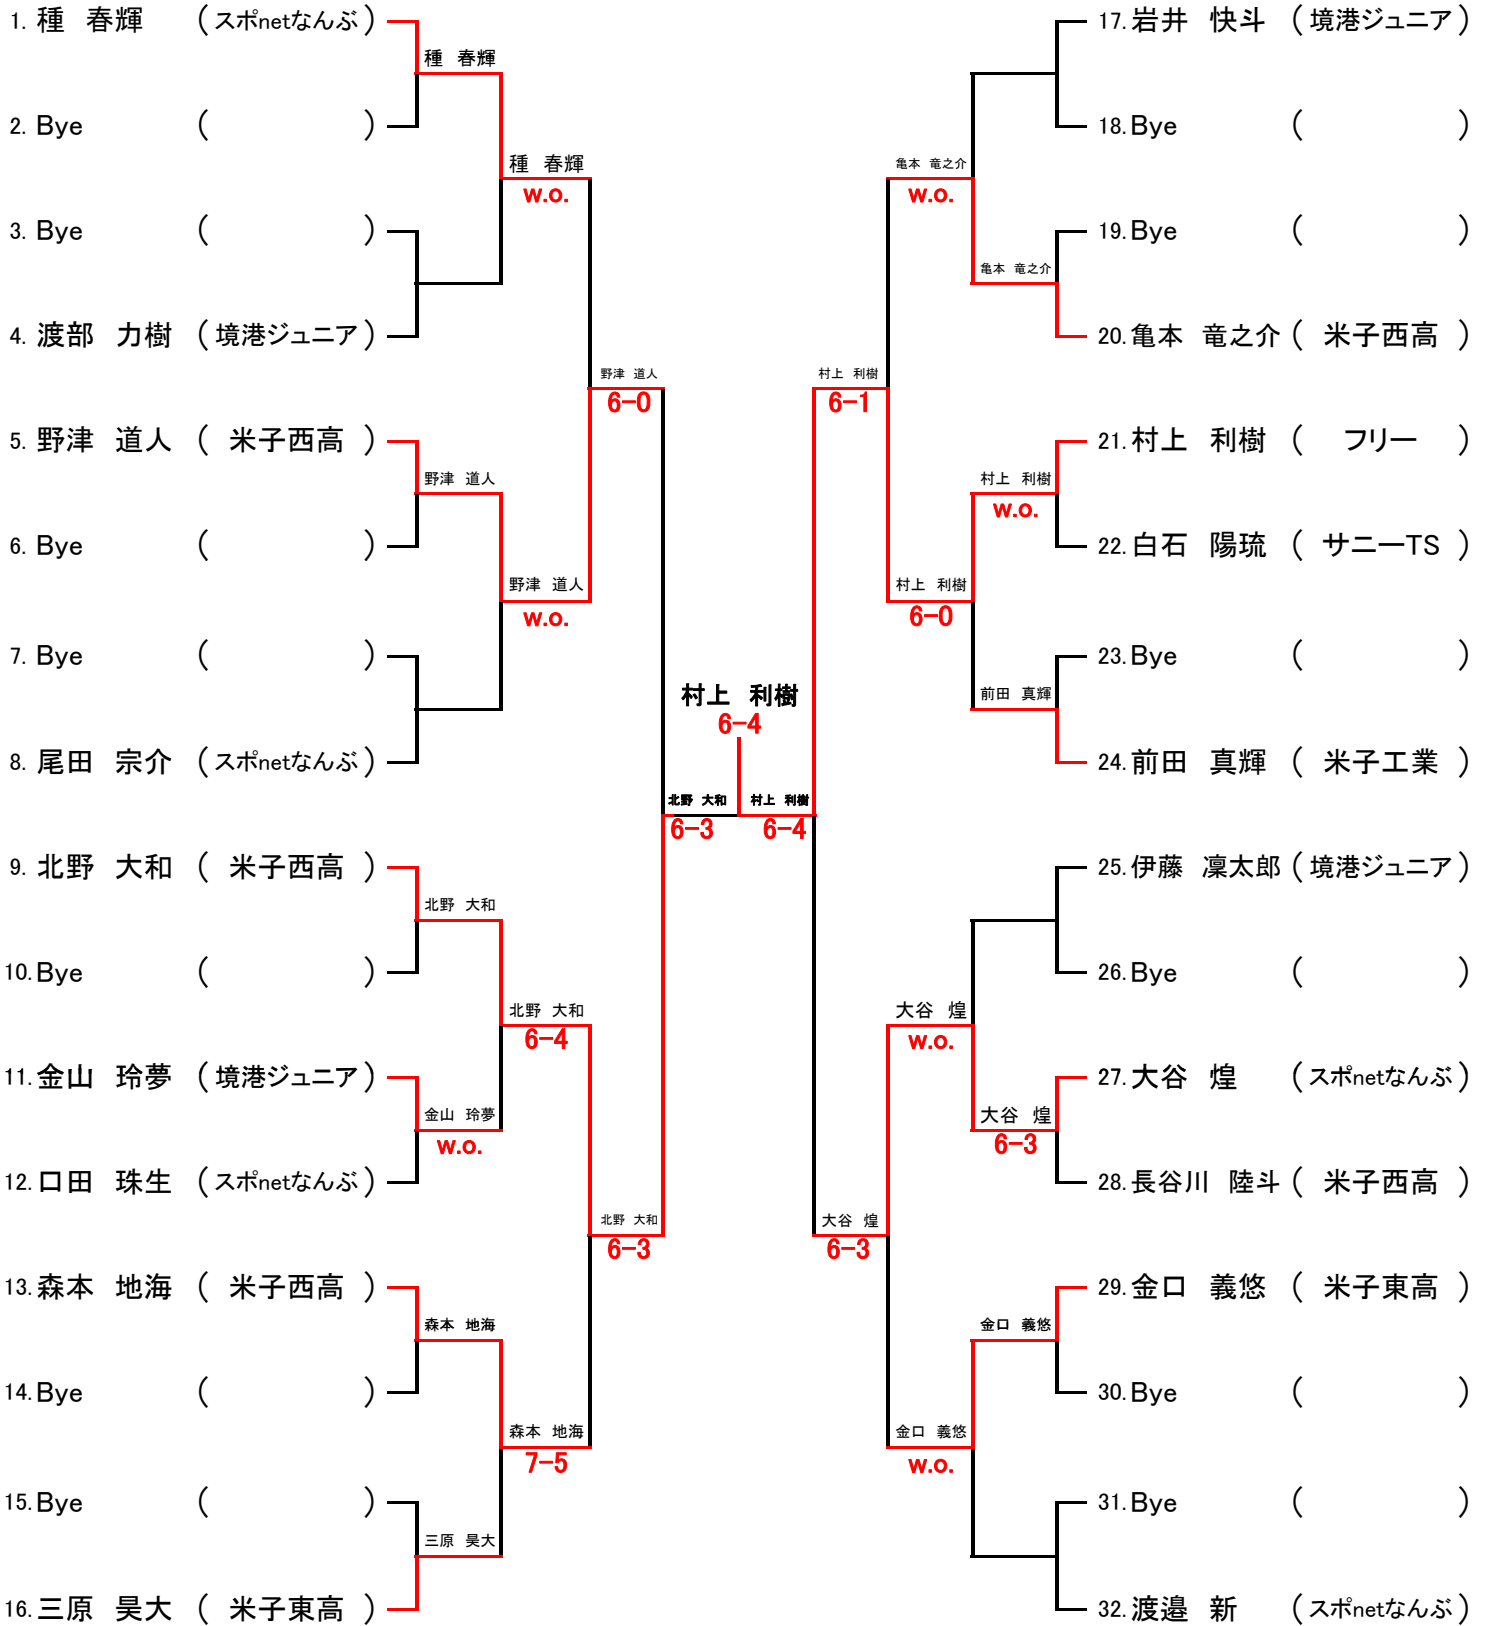 1. 種　春輝 （スポnetなんぶ）
2. Bye （　　）
3. Bye （　　）
4. 渡部　力樹 （境港ジュニア）
5. 野津　道人 （ 米子西高 ）
6. Bye （　　）
7. Bye （　　）
8. 尾田　宗介 （スポnetなんぶ）
9. 北野　大和 （ 米子西高 ）
10. Bye （　　）
11. 金山　玲夢 （境港ジュニア）
12. 口田　珠生 （スポnetなんぶ）
13. 森本　地海 （ 米子西高 ）
14. Bye （　　）
15. Bye （　　）
16. 三原　昊大 （ 米子東高 ）
種　春輝
野津　道人
北野　大和
金山　玲夢
w.o.
森本　地海
三原　昊大
種　春輝
w.o.
野津　道人
w.o.
北野　大和
6-4
森本　地海
7-5
野津　道人
6-0
北野　大和
6-3
北野　大和
6-3
村上　利樹
6-4
村上　利樹
6-4
村上　利樹
6-1
大谷　煌
6-3
亀本　竜之介
w.o.
村上　利樹
6-0
大谷　煌
w.o.
金口　義悠
w.o.
亀本　竜之介
村上　利樹
w.o.
前田　真輝
大谷　煌
6-3
金口　義悠
17. 岩井　快斗 （境港ジュニア）
18. Bye （　　）
19. Bye （　　）
20. 亀本　竜之介 （ 米子西高 ）
21. 村上　利樹 （ フリー ）
22. 白石　陽琉 （ サニーTS ）
23. Bye （　　）
24. 前田　真輝 （ 米子工業 ）
25. 伊藤　凜太郎 （境港ジュニア）
26. Bye （　　）
27. 大谷　煌 （スポnetなんぶ）
28. 長谷川　陸斗 （ 米子西高 ）
29. 金口　義悠 （ 米子東高 ）
30. Bye （　　）
31. Bye （　　）
32. 渡邉　新 （スポnetなんぶ）